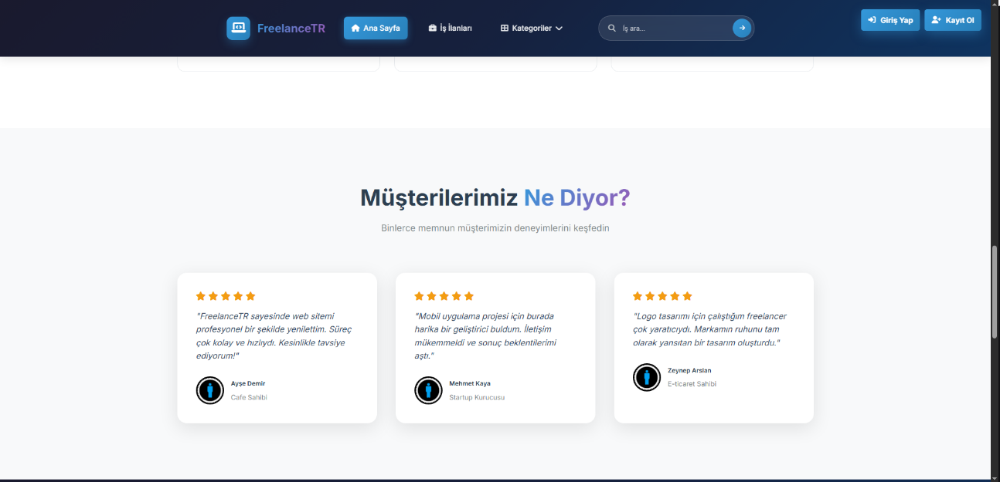 FreelanceTR
Ana Sayfa
İş İlanları
Kategoriler
İş ara...
Giriş Yap
Kayıt Ol
Müşterilerimiz Ne Diyor?
Binlerce memnun müşterimizin deneyimlerini keşfedin
"FreelanceTR sayesinde web sitemi
profesyonel bir şekilde yenilettim. Süreç
çok kolay ve hızlıydı. Kesinlikle tavsiye
ediyorum!"
Ayşe Demir
Cafe Sahibi
"Mobil uygulama projesi için burada
harika bir geliştirici buldum. İletişim
mükemmeldi ve sonuç beklentilerimi
aştı."
Mehmet Kaya
Startup Kurucusu
"Logo tasarımı için çalıştığım freelancer
çok yaratıcıydı. Markamın ruhunu tam
olarak yansıtan bir tasarım oluşturdu."
Zeynep Arslan
E-ticaret Sahibi